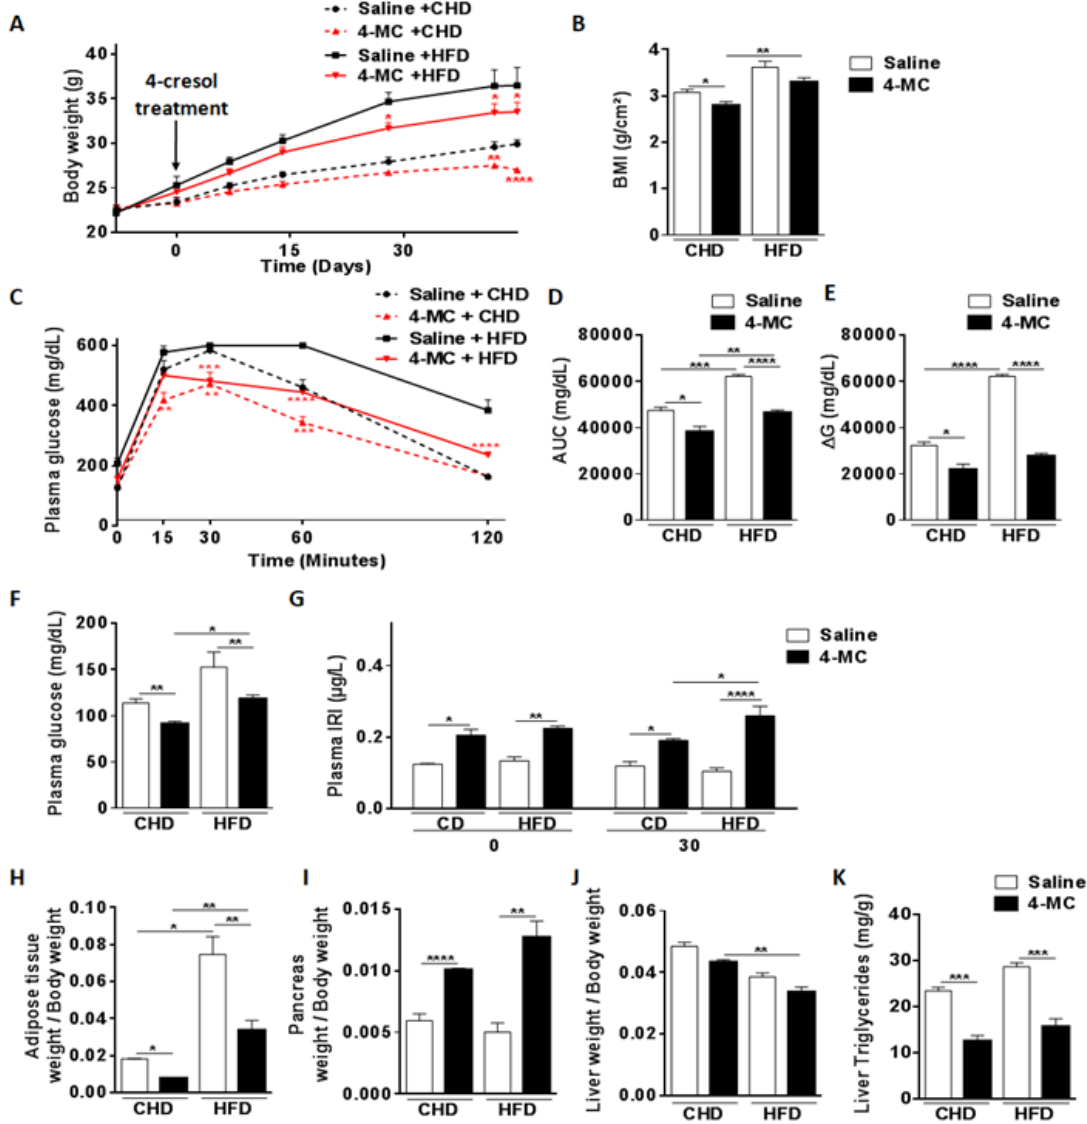 A
Saline +CHD
4-MC +CHD
Saline +HFD
4-MC +HFD
4-cresol
treatment
Body weight (g)
40
35
30
25
20
0
15
30
Time (Days)
*
*
*
**
****
B
Saline
4-MC
BMI (g/cm²)
4
3
2
1
0
*
**
CHD
HFD
C
Saline + CHD
4-MC + CHD
Saline + HFD
4-MC + HFD
Plasma glucose (mg/dL)
600
400
200
0
***
**
**
****
***
****
0
15
30
60
120
Time (Minutes)
D
Saline
4-MC
AUC (mg/dL)
80000
60000
40000
20000
0
**
***
****
*
CHD
HFD
E
Saline
4-MC
ΔG (mg/dL)
80000
60000
40000
20000
0
****
****
*
CHD
HFD
F
Plasma glucose (mg/dL)
200
150
100
50
0
*
**
**
CHD
HFD
G
Saline
4-MC
Plasma IRI (µg/L)
0.4
0.2
0.0
*
**
*
****
*
CD
HFD
CD
HFD
0
30
H
Adipose tissue
weight / Body weight
0.10
0.08
0.06
0.04
0.02
0.00
**
**
*
*
CHD
HFD
I
Pancreas
weight / Body weight
0.015
0.010
0.005
0.000
****
**
CHD
HFD
J
Liver weight / Body weight
0.06
0.04
0.02
0.00
**
CHD
HFD
K
Saline
4-MC
Liver Triglycerides (mg/g)
40
30
20
10
0
***
***
CHD
HFD